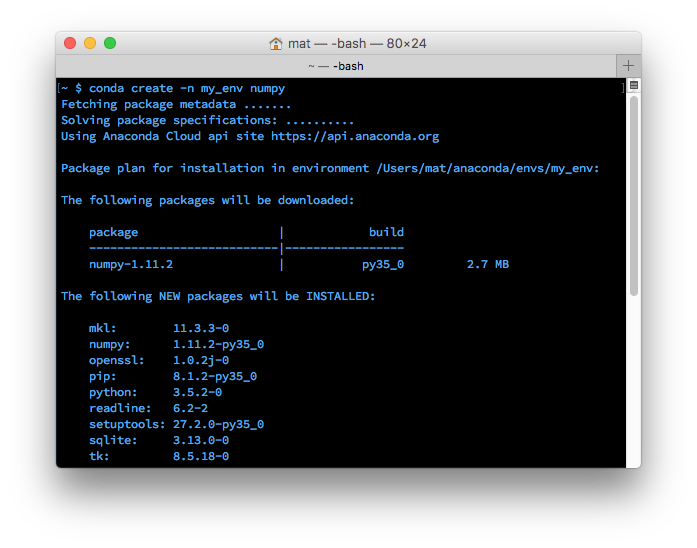 mat — -bash — 80×24
~ — -bash
[~ $ conda create -n my_env numpy ]
Fetching package metadata .......
Solving package specifications: ..........
Using Anaconda Cloud api site https://api.anaconda.org
Package plan for installation in environment /Users/mat/anaconda/envs/my_env:
The following packages will be downloaded:
package | build
---------------------------|-----------------
numpy-1.11.2 | py35_0 2.7 MB
The following NEW packages will be INSTALLED:
mkl: 11.3.3-0
numpy: 1.11.2-py35_0
openssl: 1.0.2j-0
pip: 8.1.2-py35_0
python: 3.5.2-0
readline: 6.2-2
setuptools: 27.2.0-py35_0
sqlite: 3.13.0-0
tk: 8.5.18-0